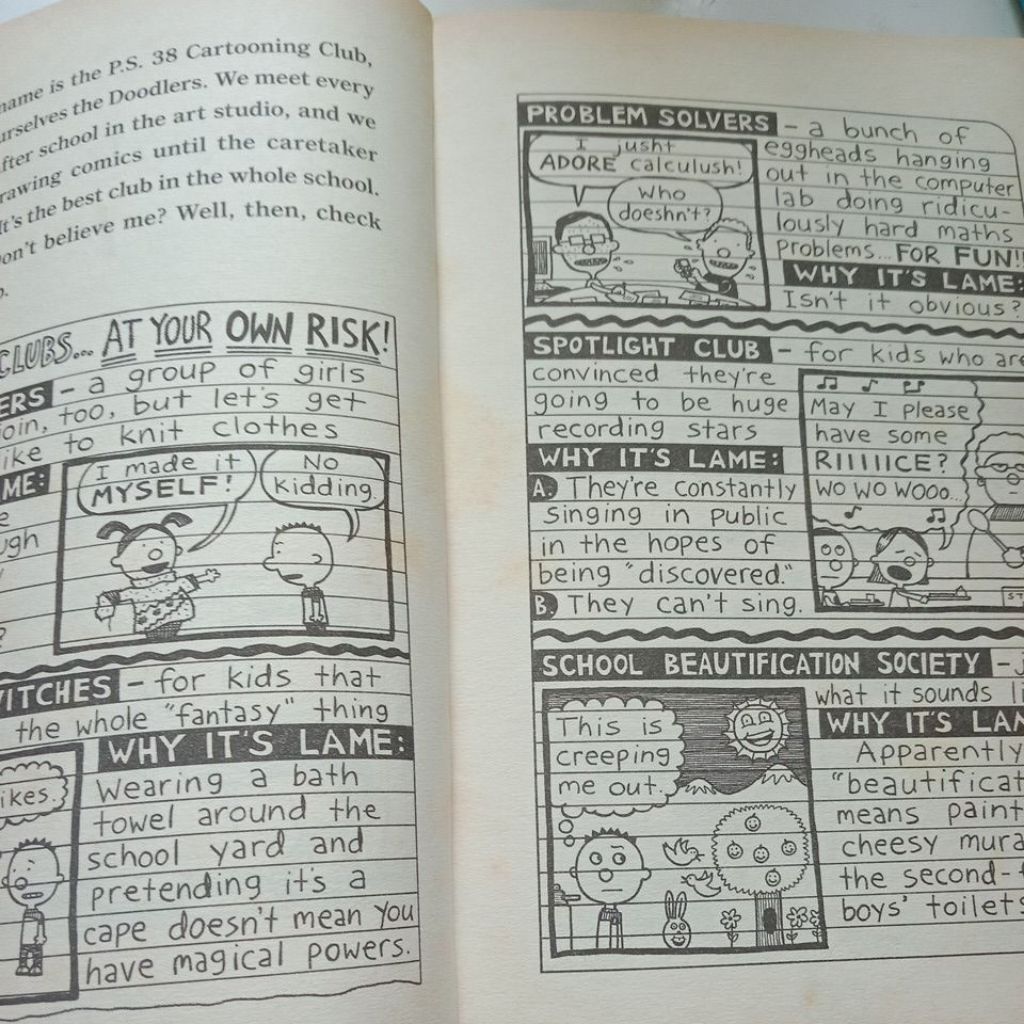 name is the P.S. 38 Cartooning Club,
urselves the Doodlers. We meet every
fter school in the art studio, and we
rawing comics until the caretaker
It's the best club in the whole school.
on't believe me? Well, then, check
o.
CLUBS... AT YOUR OWN RISK!
ERS – a group of girls
oin, too, but let's get
ike to knit clothes
ME:
e
ugh
?
I made it
MYSELF!
No
kidding.
WITCHES – for kids that
the whole "fantasy" thing
ikes.
WHY IT'S LAME:
Wearing a bath
towel around the
school yard and
pretending it's a
cape doesn't mean you
have magical powers.
PROBLEM SOLVERS – a bunch of
eggheads hanging
out in the computer
lab doing ridicu-
lously hard maths
problems... FOR FUN!!
WHY IT'S LAME:
Isn't it obvious?
I jusht
ADORE calculush!
Who
doeshn't?
SPOTLIGHT CLUB – for kids who are
convinced they're
going to be huge
recording stars
WHY IT'S LAME:
A. They're constantly
singing in public
in the hopes of
being "discovered."
B. They can't sing.
May I please
have some
RIIIIICE?
WO WO WOOO...
ST
SCHOOL BEAUTIFICATION SOCIETY – j
what it sounds li
This is
creeping
me out.
WHY IT'S LAM
Apparently
"beautificat
means paint
cheesy mura
the second-f
boys' toilets